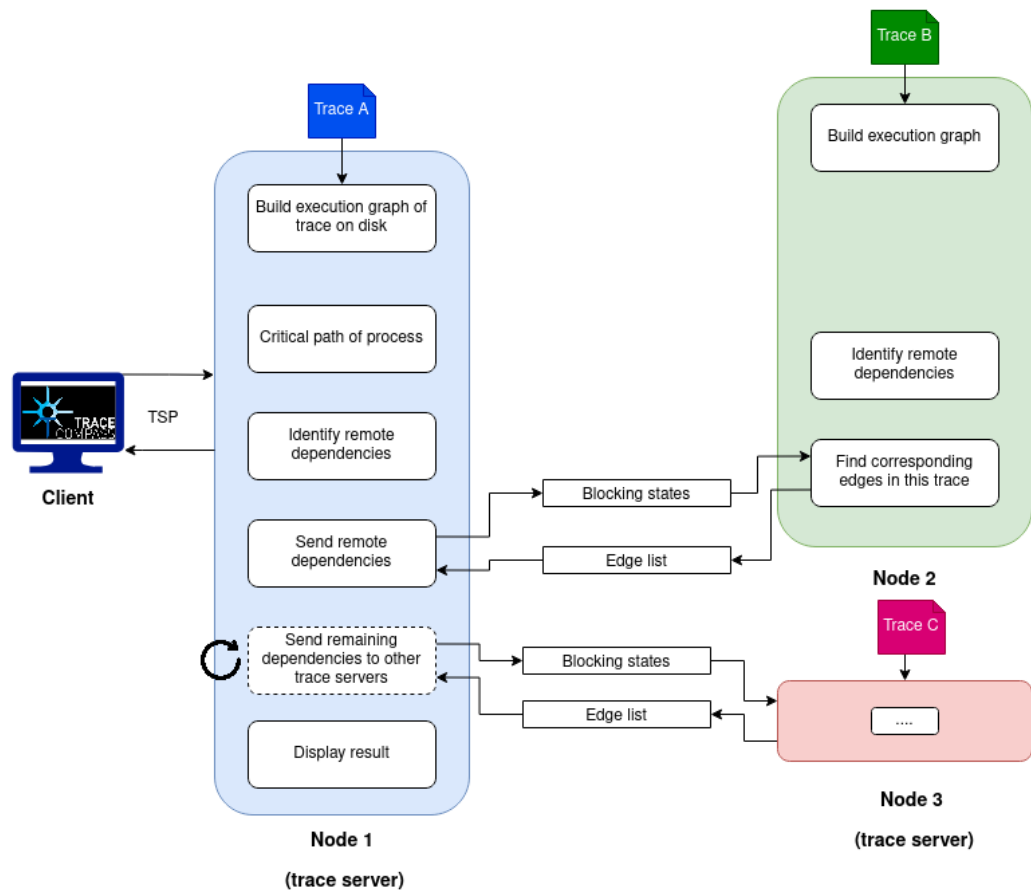 Trace B
Trace A
Build execution graph
Build execution graph of
trace on disk
Critical path of process
Identify remote
dependencies
TRACE
COMPASS
TSP
Client
Identify remote
dependencies
Find corresponding
edges in this trace
Blocking states
Send remote
dependencies
Edge list
Node 2
Trace C
Send remaining
dependencies to other
trace servers
Blocking states
Edge list
....
Display result
Node 3
(trace server)
Node 1
(trace server)